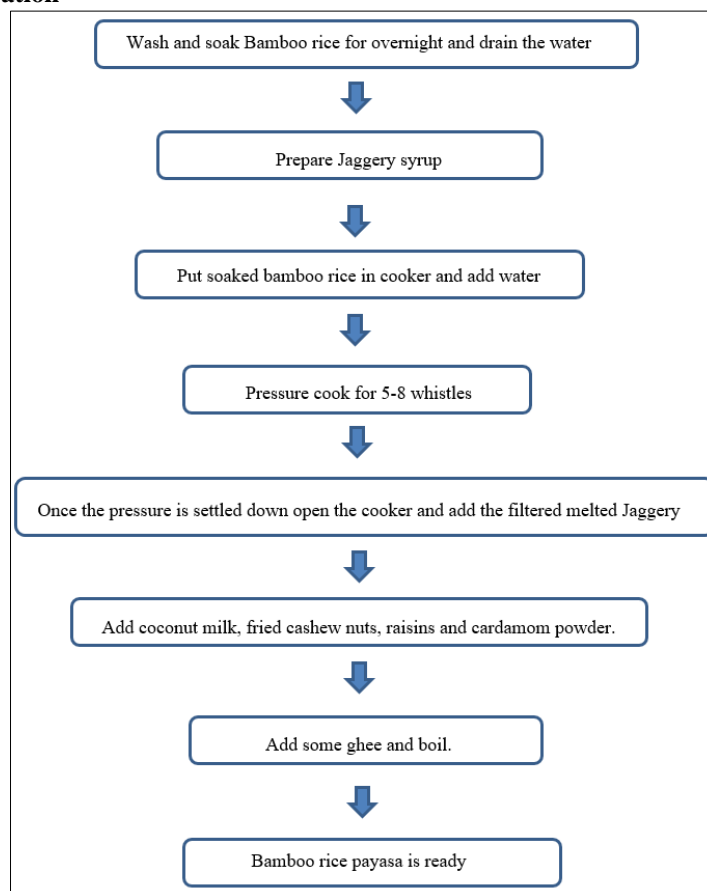 Wash and soak Bamboo rice for overnight and drain the water
Prepare Jaggery syrup
Put soaked bamboo rice in cooker and add water
Pressure cook for 5-8 whistles
Once the pressure is settled down open the cooker and add the filtered melted Jaggery
Add coconut milk, fried cashew nuts, raisins and cardamom powder.
Add some ghee and boil.
Bamboo rice payasa is ready